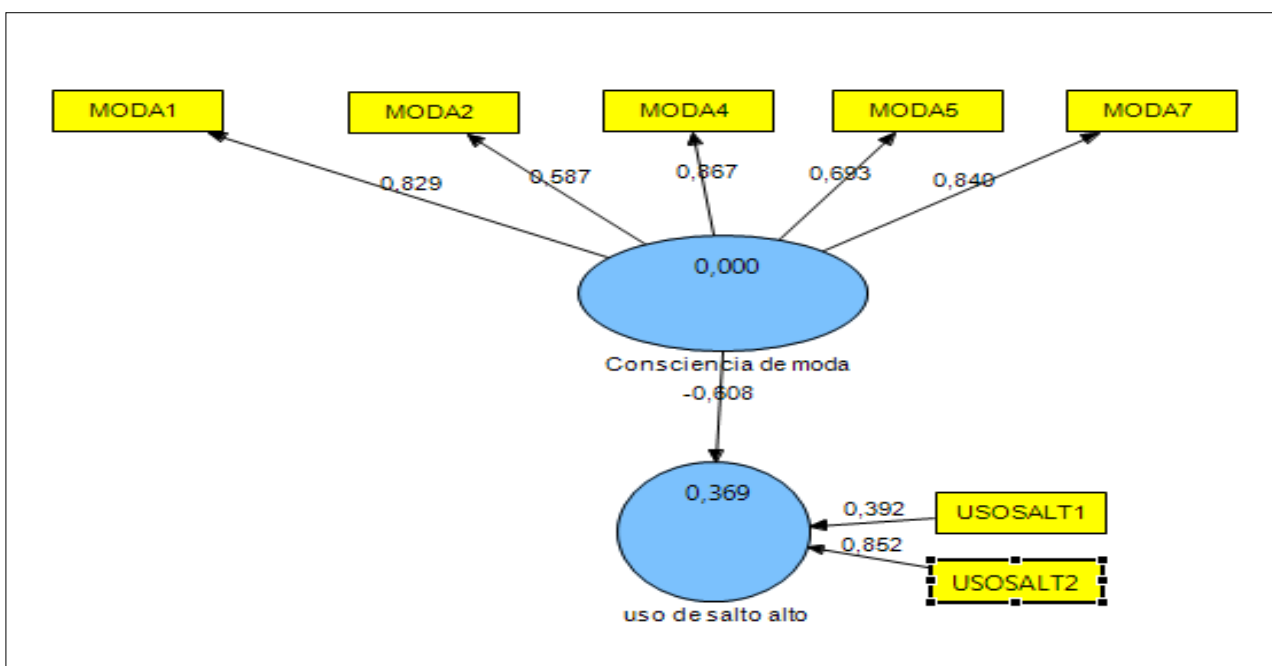 MODA1
MODA2
MODA4
MODA5
MODA7
0,829
0,587
0,867
0,693
0,840
0,000
Consciencia de moda
-0,608
0,369
0,392
USOSALT1
0,852
USOSALT2
uso de salto alto